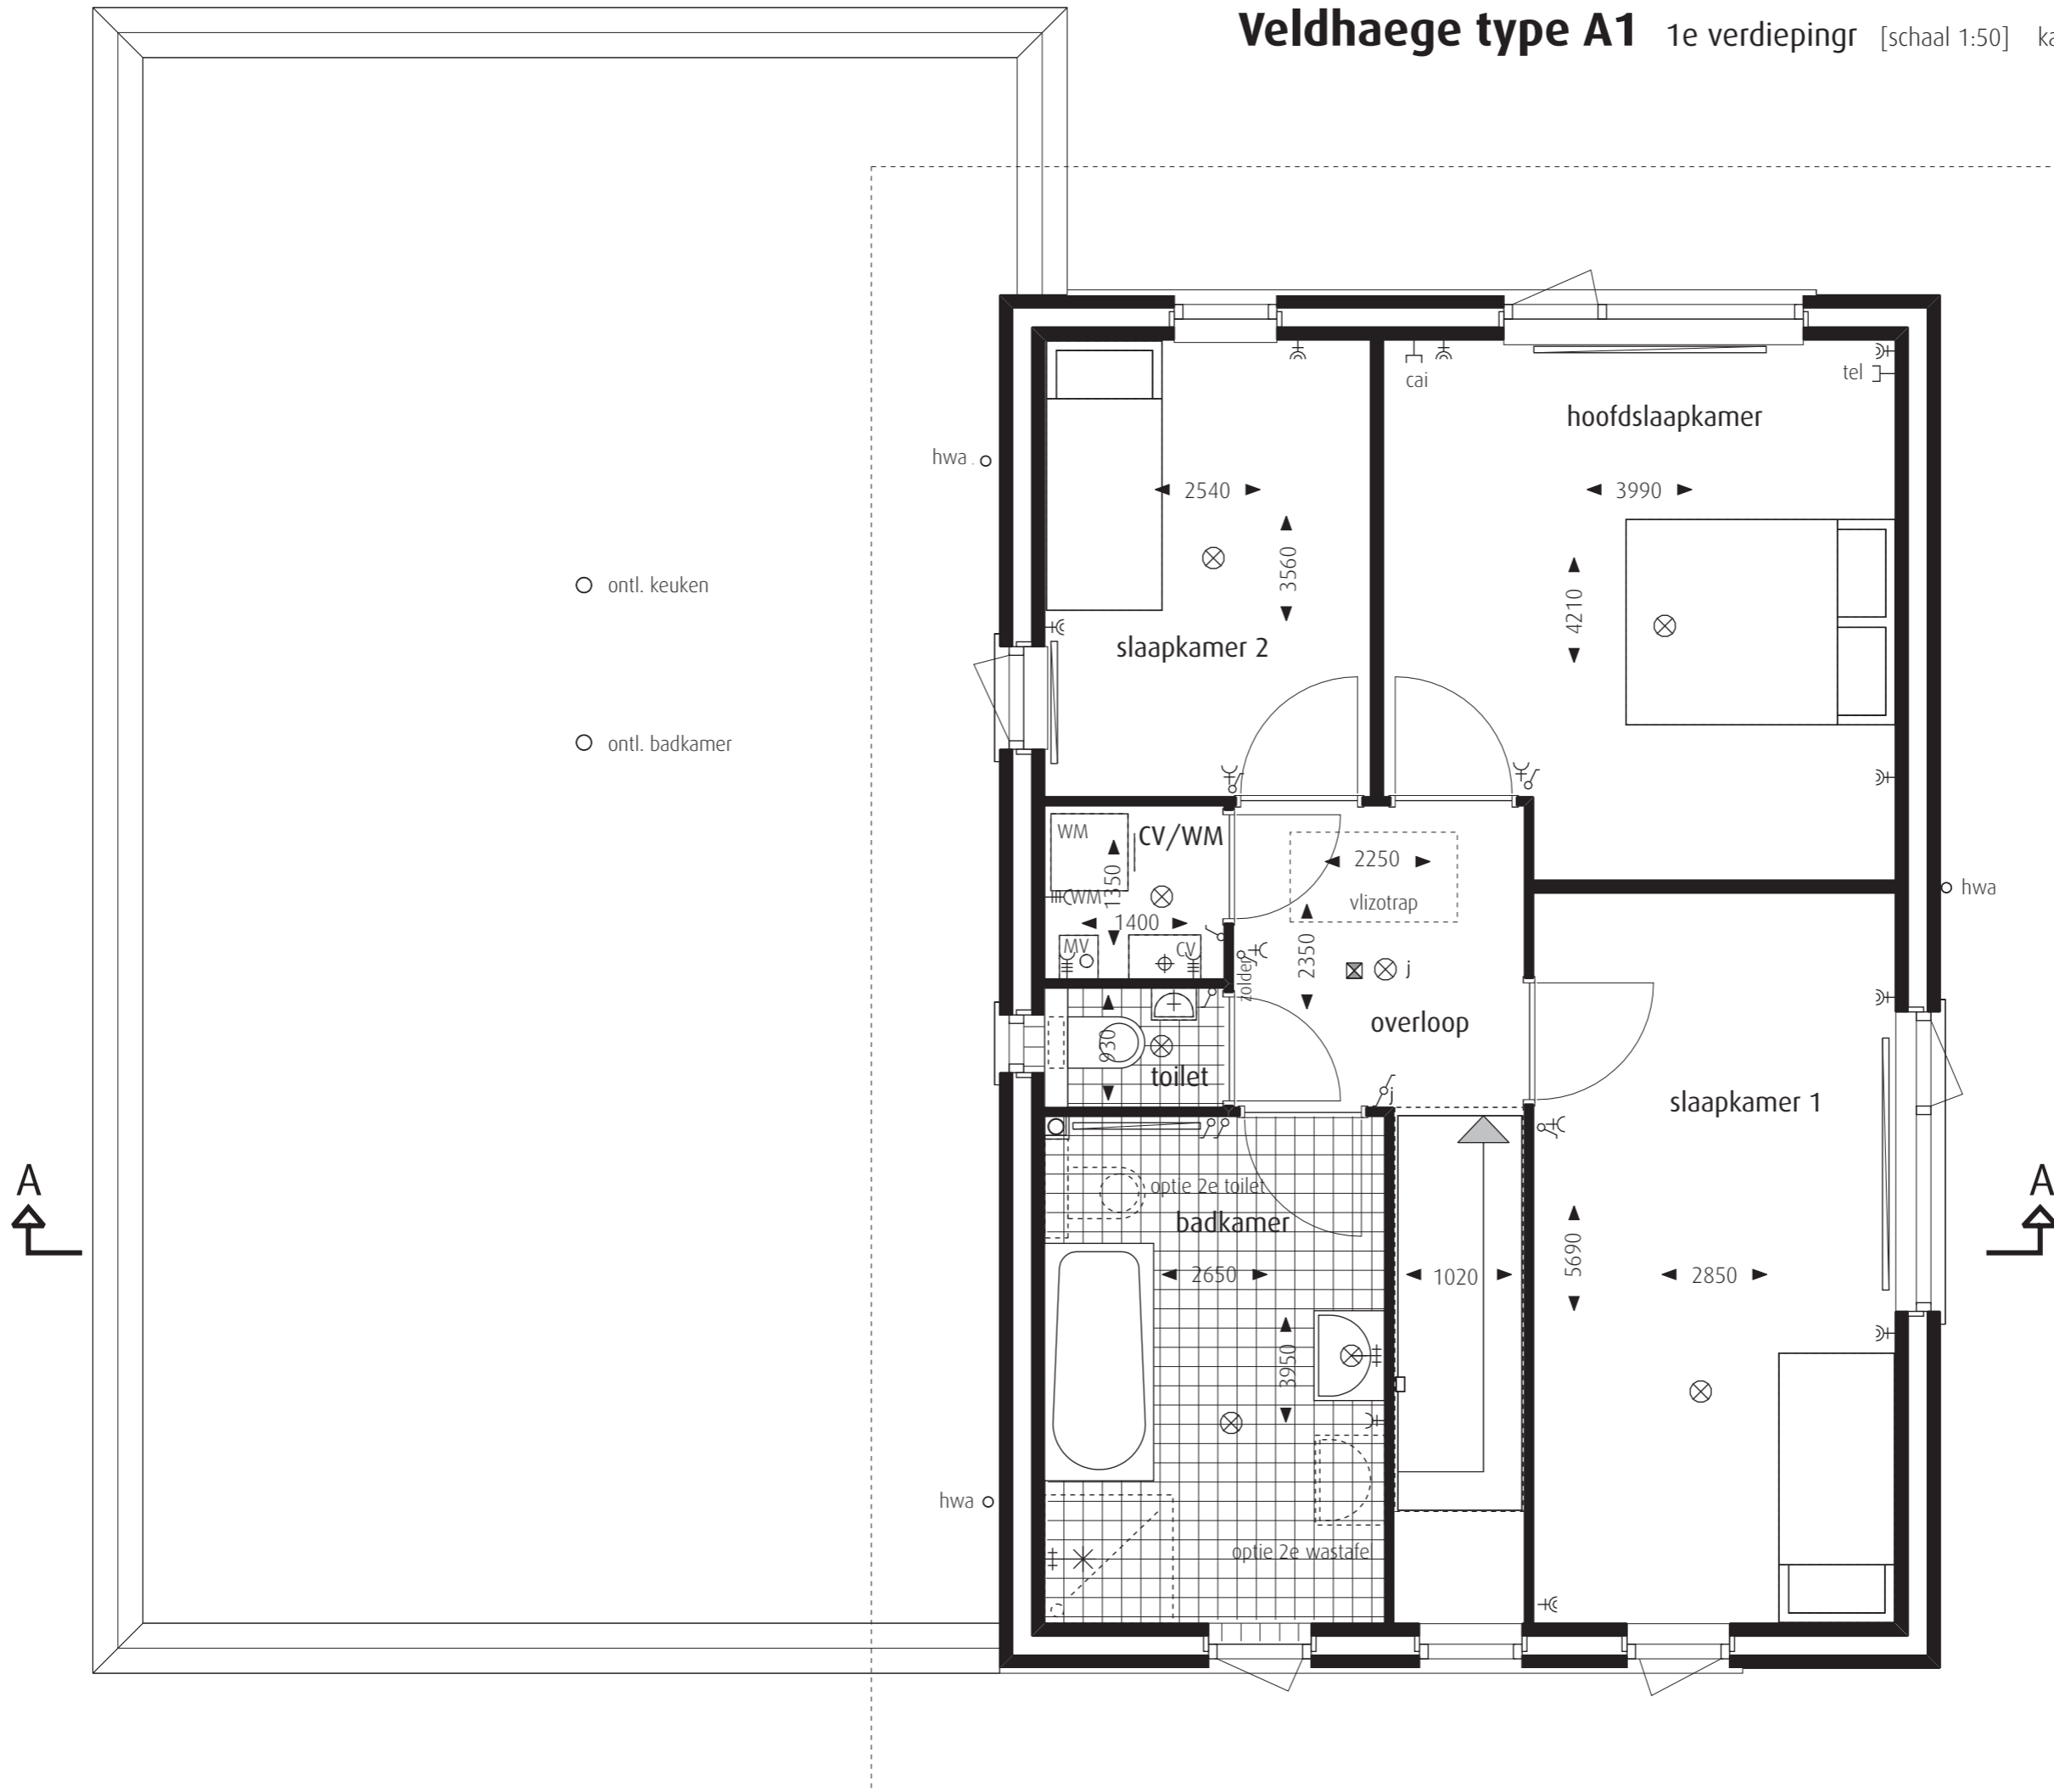 Veldhaege type A1 1e verdiepingr [schaal 1:50] ka
cai
tel
hoofdslaapkamer
hwa .
2540
3990
3560
4210
ontl. keuken
slaapkamer 2
ontl. badkamer
WM
CV/WM
1350
WM
1400
MV
CV
2250
vlizotrap
2350
zolder
j
overloop
hwa
930
toilet
j
slaapkamer 1
A
A
optie 2e toilet
badkamer
2650
1020
5690
2850
3950
hwa
optie 2e wastafel